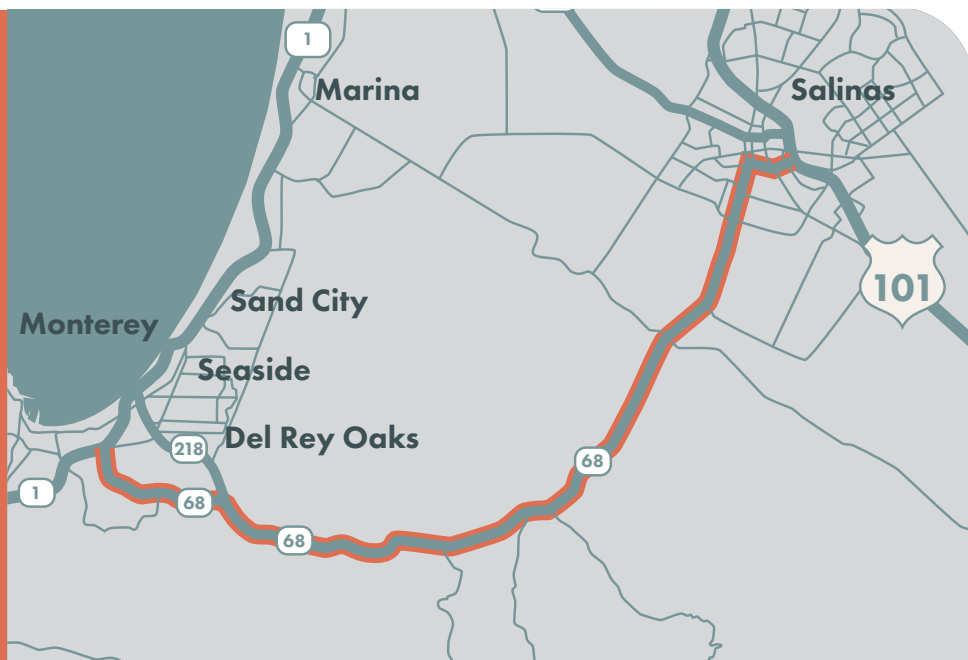 1
Marina
Salinas
101
Sand City
Monterey
Seaside
Del Rey Oaks
218
68
1
68
68